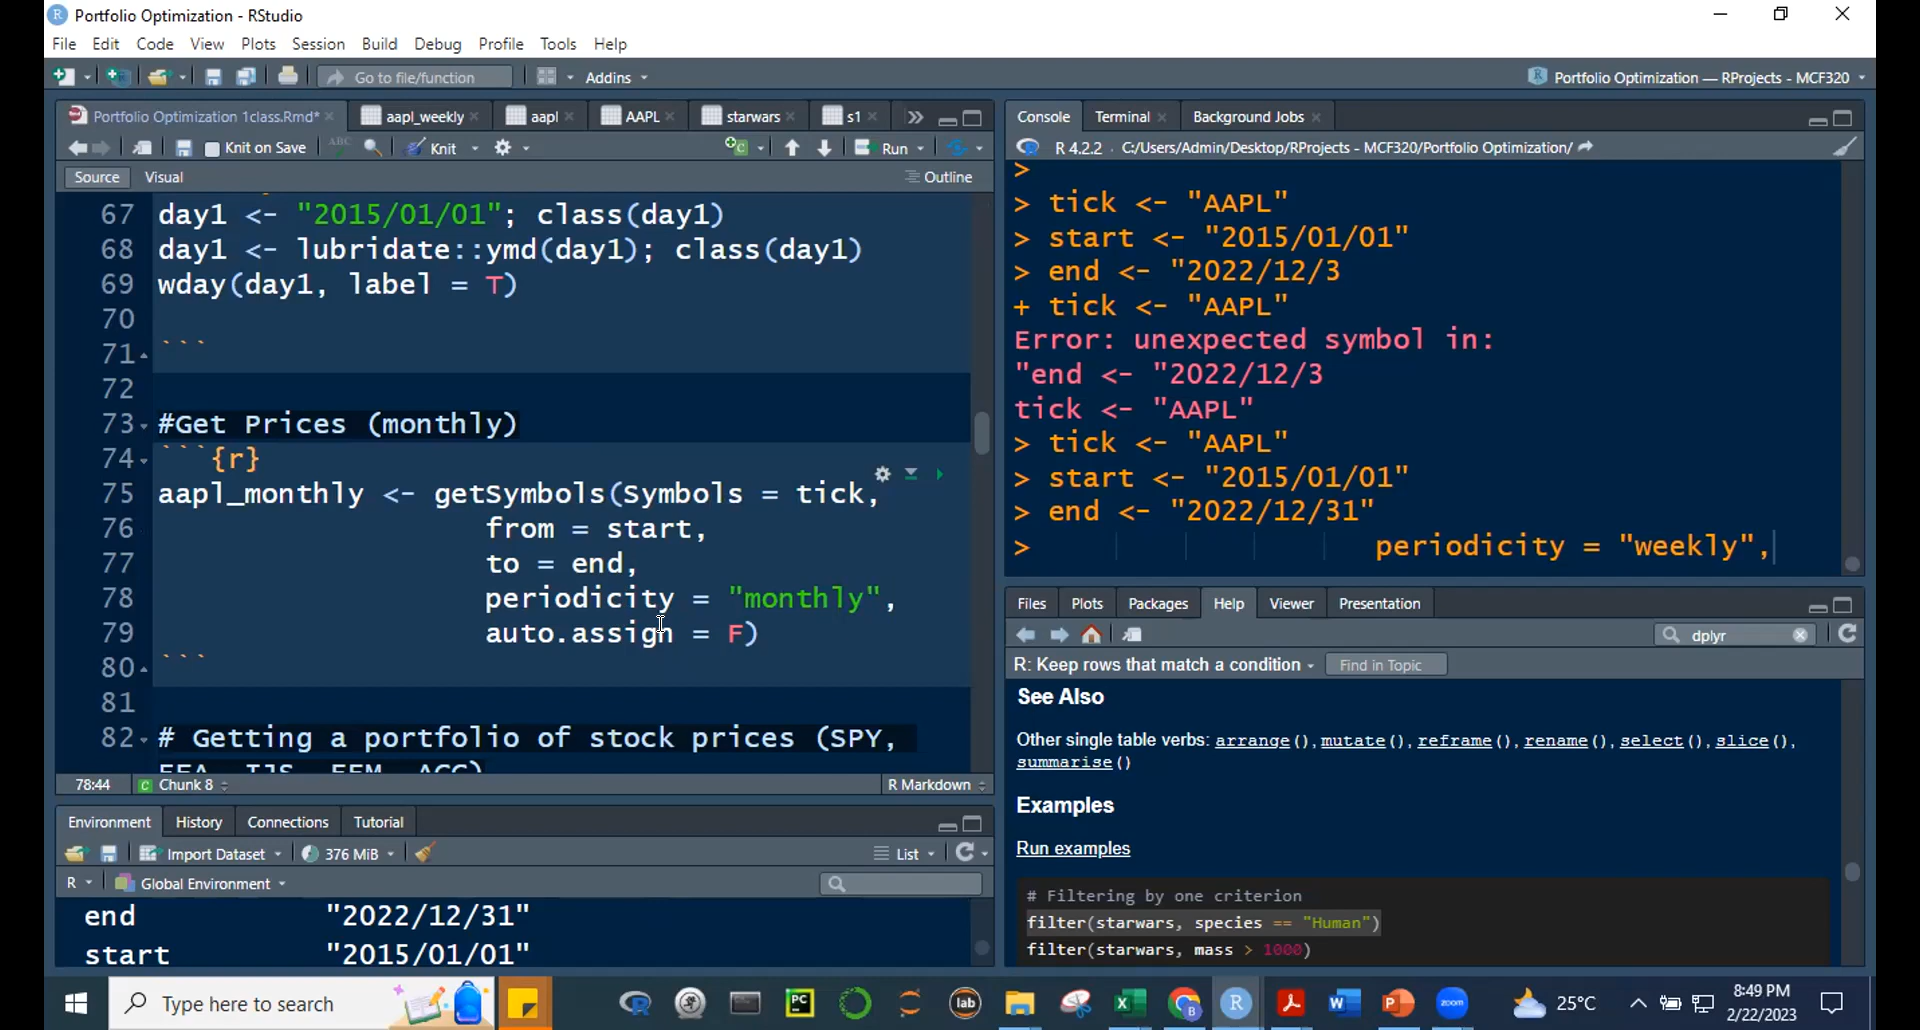 Portfolio Optimization - RStudio
File Edit Code View Plots Session Build Debug Profile Tools Help
Go to file/function Addins Portfolio Optimization — RProjects - MCF320
Portfolio Optimization 1class.Rmd* aapl_weekly aapl AAPL starwars s1
Knit on Save ABC Knit Run
Source Visual Outline
67 day1 <- "2015/01/01"; class(day1)
68 day1 <- lubridate::ymd(day1); class(day1)
69 wday(day1, label = T)
70
71 ```
72
73 #Get Prices (monthly)
74 ```{r}
75 aapl_monthly <- getSymbols(Symbols = tick,
76 from = start,
77 to = end,
78 periodicity = "monthly",
79 auto.assign = F)
80 ```
81
82 # Getting a portfolio of stock prices (SPY,
EFA, IJS, EEM, AGG)
78:44 Chunk 8 R Markdown
Environment History Connections Tutorial
Import Dataset 376 MiB List
R Global Environment
end "2022/12/31"
start "2015/01/01"
Console Terminal Background Jobs
R 4.2.2 . C:/Users/Admin/Desktop/RProjects - MCF320/Portfolio Optimization/
>
> tick <- "AAPL"
> start <- "2015/01/01"
> end <- "2022/12/3
+ tick <- "AAPL"
Error: unexpected symbol in:
"end <- "2022/12/3
tick <- "AAPL"
> tick <- "AAPL"
> start <- "2015/01/01"
> end <- "2022/12/31"
> periodicity = "weekly",
Files Plots Packages Help Viewer Presentation
dplyr
R: Keep rows that match a condition Find in Topic
See Also
Other single table verbs: arrange(), mutate(), reframe(), rename(), select(), slice(),
summarise()
Examples
Run examples
# Filtering by one criterion
filter(starwars, species == "Human")
filter(starwars, mass > 1000)
Type here to search PC lab zoom 25°C 8:49 PM
2/22/2023